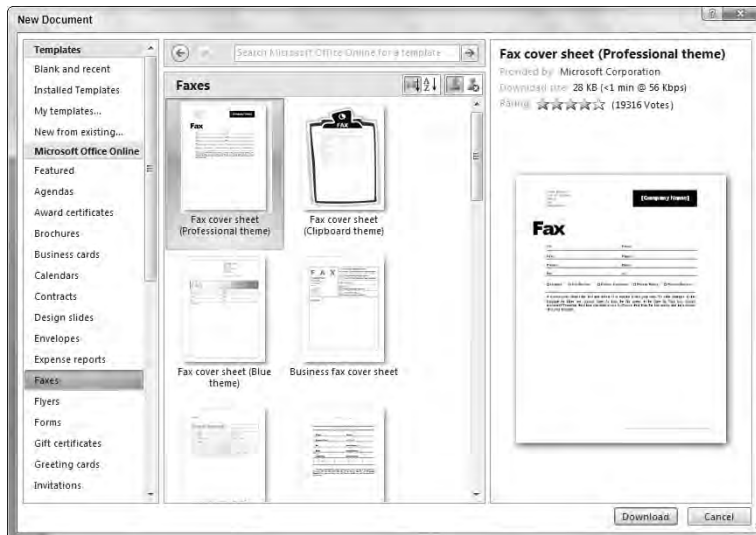 New Document
Templates
Blank and recent
Installed Templates
My templates...
New from existing...
Microsoft Office Online
Featured
Agendas
Award certificates
Brochures
Business cards
Calendars
Contracts
Design slides
Envelopes
Expense reports
Faxes
Flyers
Forms
Gift certificates
Greeting cards
Invitations
Search Microsoft Office Online for a template
Faxes
Fax
Fax cover sheet
(Professional theme)
FAX
Fax cover sheet
(Clipboard theme)
Fax cover sheet (Blue
theme)
FAX
Business fax cover sheet
Fax cover sheet (Professional theme)
Provided by: Microsoft Corporation
Download size: 28 KB (<1 min @ 56 Kbps)
Rating: (19316 Votes)
[Company Name]
Fax
Download
Cancel